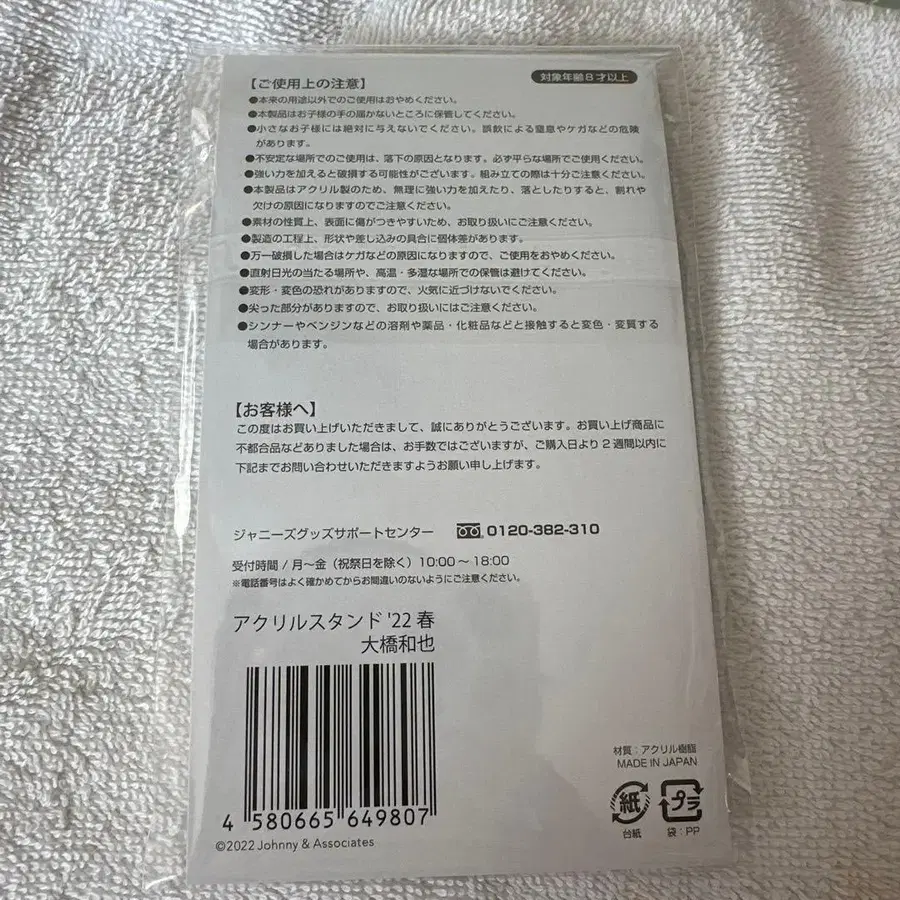 【ご使用上の注意】
対象年齢8才以上
●本来の用途以外でのご使用はおやめください。
●本製品はお子様の手の届かないところに保管してください。
●小さなお子様には絶対に与えないでください。誤飲による窒息やケガなどの危険
があります。
●不安定な場所でのご使用は、落下の原因となります。必ず平らな場所でご使用ください。
●強い力を加えると破損する可能性がございます。組み立ての際は十分ご注意ください。
●本製品はアクリル製のため、無理に強い力を加えたり、落としたりすると、割れや
欠けの原因になりますのでご注意ください。
●素材の性質上、表面に傷がつきやすいため、お取り扱いにご注意ください。
●製造の工程上、形状や差し込みの具合に個体差があります。
●万一破損した場合はケガなどの原因になりますので、ご使用をおやめください。
●直射日光の当たる場所や、高温・多湿な場所での保管は避けてください。
●変形・変色の恐れがありますので、火気に近づけないでください。
●尖った部分がありますので、お取り扱いにはご注意ください。
●シンナーやベンジンなどの溶剤や薬品・化粧品などと接触すると変色・変質する
場合があります。
【お客様へ】
この度はお買い上げいただきまして、誠にありがとうございます。お買い上げ商品に
不都合品などありました場合は、お手数ではございますが、ご購入日より2週間以内に
下記までお問い合わせいただきますようお願い申し上げます。
ジャニーズグッズサポートセンター 0120-382-310
受付時間/月〜金(祝祭日を除く)10:00〜18:00
※電話番号はよく確かめてからお間違いのないようにご注意ください。
アクリルスタンド '22 春
大橋和也
4 580665 649807
©2022 Johnny & Associates
材質：アクリル樹脂
MADE IN JAPAN
紙 プラ
台紙 袋：PP